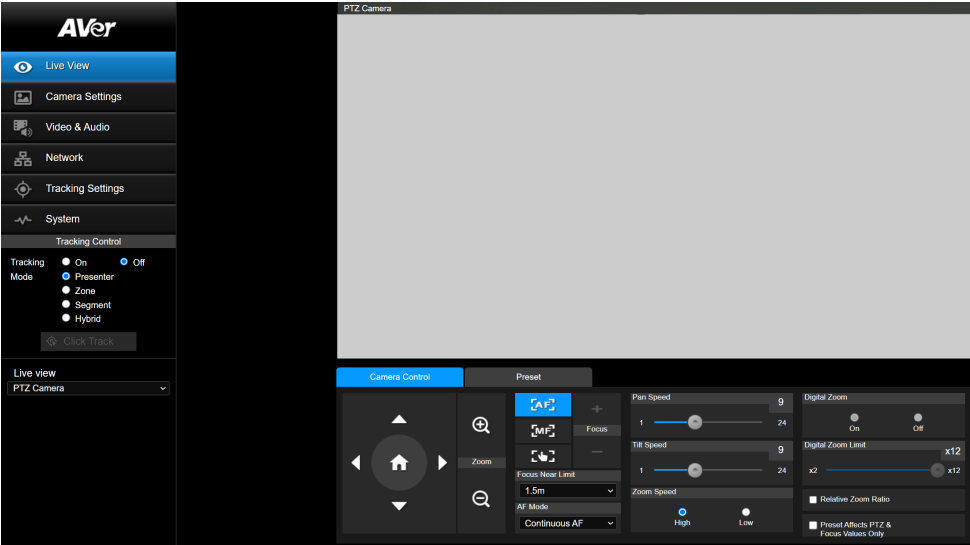 PTZ Camera
AVer
Live View
Camera Settings
Video & Audio
Network
Tracking Settings
System
Tracking Control
Tracking On Off
Mode Presenter
Zone
Segment
Hybrid
Click Track
Live view
PTZ Camera
Camera Control Preset
Zoom
AF
MF
Focus
Focus Near Limit
1.5m
AF Mode
Continuous AF
Pan Speed
9
1 24
Tilt Speed
9
1 24
Zoom Speed
High Low
Digital Zoom
On Off
Digital Zoom Limit
x12
x2 x12
Relative Zoom Ratio
Preset Affects PTZ &
Focus Values Only